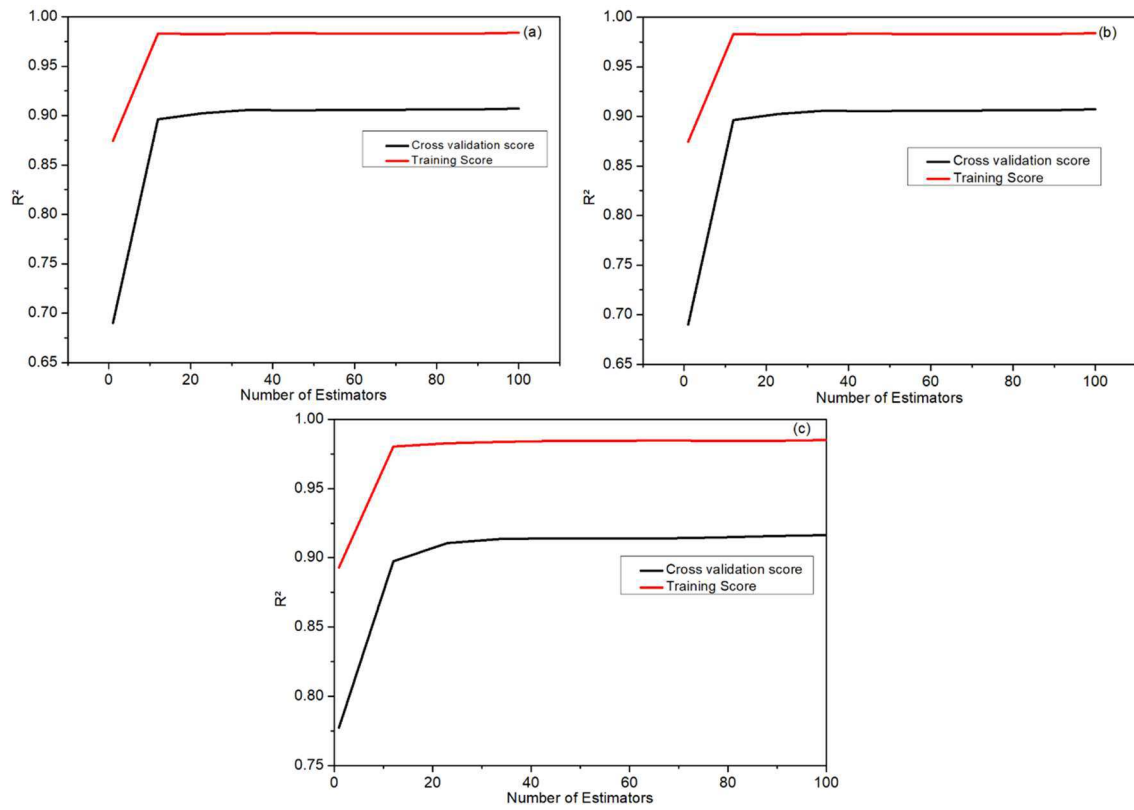 (a)
1.00
0.95
0.90
0.85
0.80
0.75
0.70
0.65
R²
Cross validation score
Training Score
0 20 40 60 80 100
Number of Estimators
(b)
1.00
0.95
0.90
0.85
0.80
0.75
0.70
0.65
R²
Cross validation score
Training Score
0 20 40 60 80 100
Number of Estimators
(c)
1.00
0.95
0.90
0.85
0.80
0.75
R²
Cross validation score
Training Score
0 20 40 60 80 100
Number of Estimators